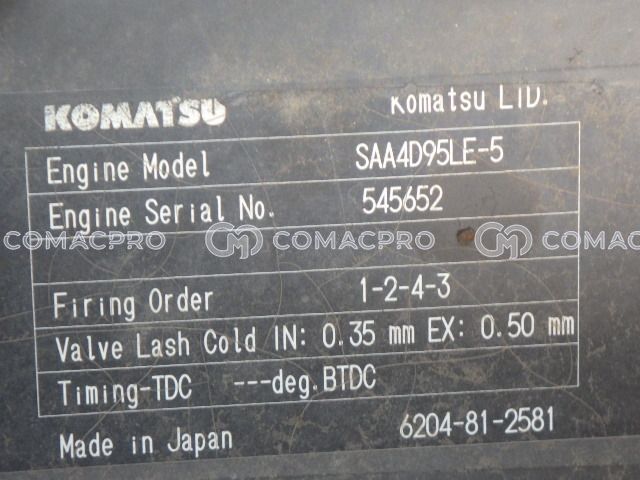 KOMATSU Komatsu LTD.
Engine Model SAA4D95LE-5
Engine Serial No. 545652
COMACPRO CM COMACPRO CM COMACPRO
Firing Order 1-2-4-3
Valve Lash Cold IN: 0.35 mm EX: 0.50 mm
Timing-TDC ---deg.BTDC
Made in Japan 6204-81-2581